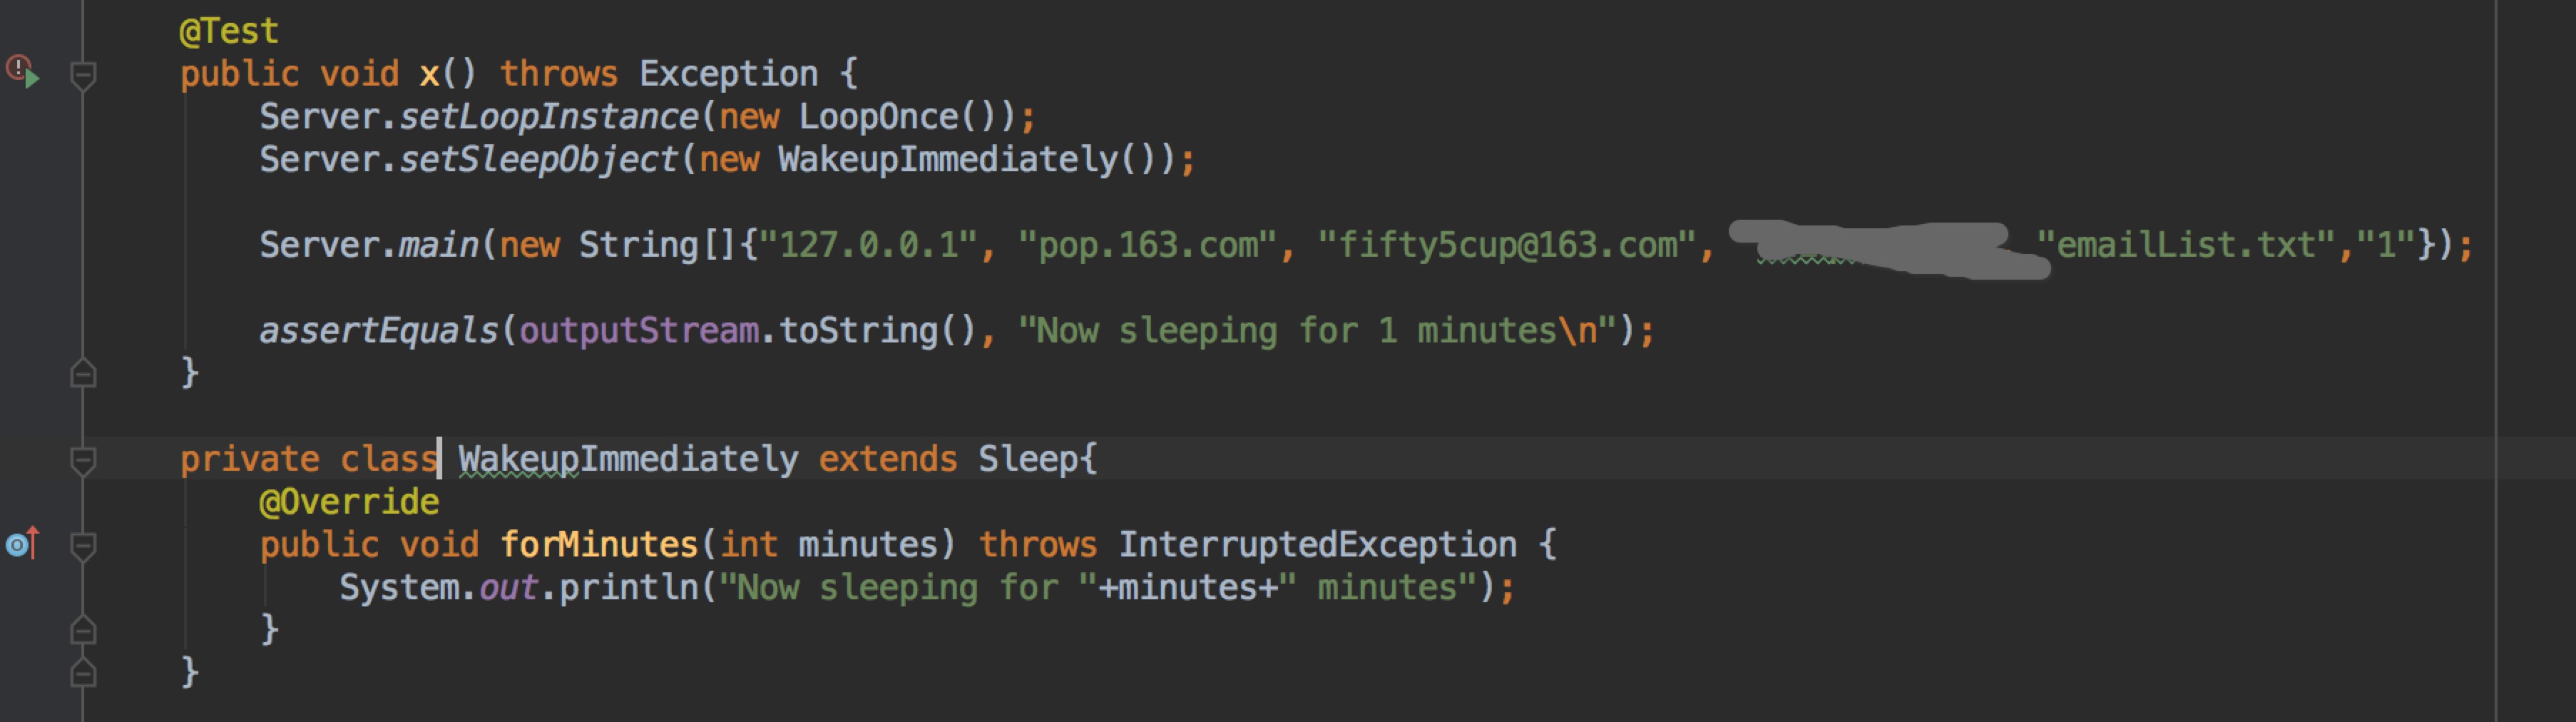 @Test
public void x() throws Exception {
Server.setLoopInstance(new LoopOnce());
Server.setSleepObject(new WakeupImmediately());
Server.main(new String[]{"127.0.0.1", "pop.163.com", "fifty5cup@163.com", "emailList.txt","1"});
assertEquals(outputStream.toString(), "Now sleeping for 1 minutes\n");
}
private class WakeupImmediately extends Sleep{
@Override
public void forMinutes(int minutes) throws InterruptedException {
System.out.println("Now sleeping for "+minutes+" minutes");
}
}